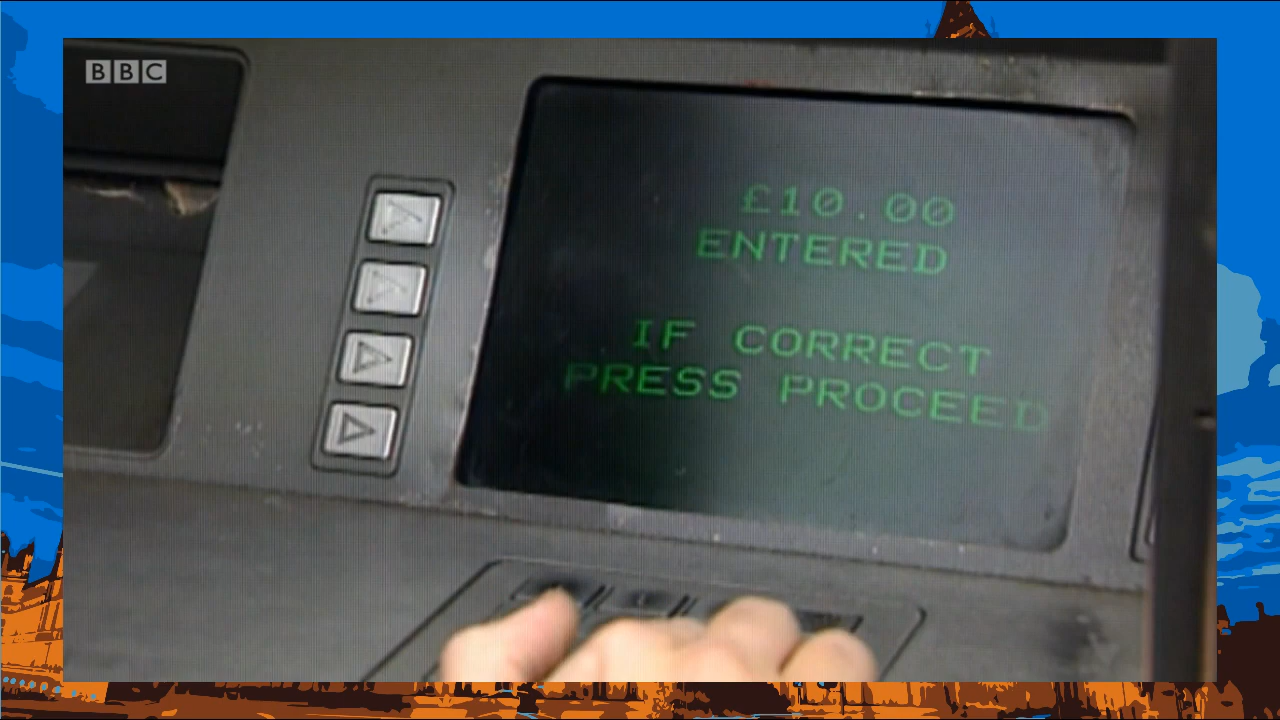 BBC
£10.00
ENTERED
IF CORRECT
PRESS PROCEED